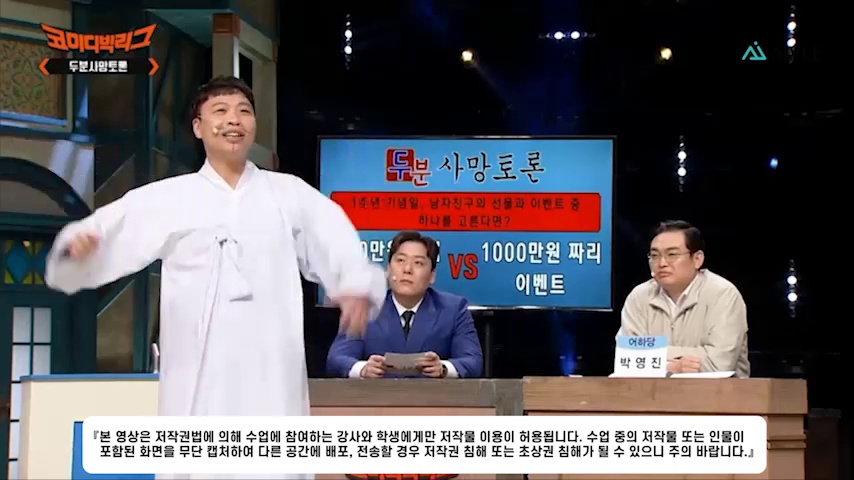 코미디빅리그
두분사망토론
두분 사망토론
1주년 기념일, 남자친구의 선물과 이벤트 중
하나를 고른다면?
VS
1000만원 짜리
이벤트
어하당
박영진
『본 영상은 저작권법에 의해 수업에 참여하는 강사와 학생에게만 저작물 이용이 허용됩니다. 수업 중의 저작물 또는 인물이
포함된 화면을 무단 캡처하여 다른 공간에 배포, 전송할 경우 저작권 침해 또는 초상권 침해가 될 수 있으니 주의 바랍니다.』